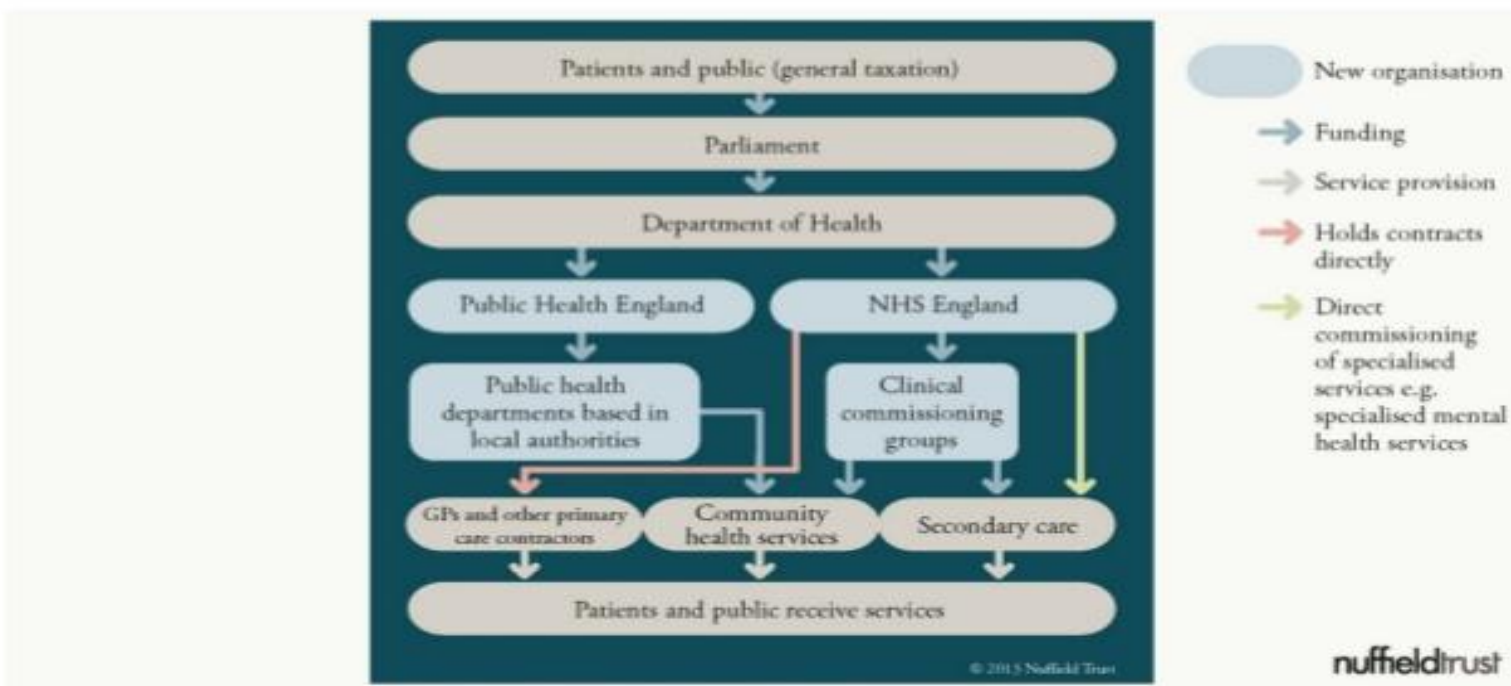 Patients and public (general taxation)
Parliament
Department of Health
Public Health England
NHS England
Public health
departments based in
local authorities
Clinical
commissioning
groups
GPs and other primary
care contractors
Community
health services
Secondary care
Patients and public receive services
© 2013 Nuffield Trust
New organisation
Funding
Service provision
Holds contracts
directly
Direct
commissioning
of specialised
services e.g.
specialised mental
health services
nuffieldtrust